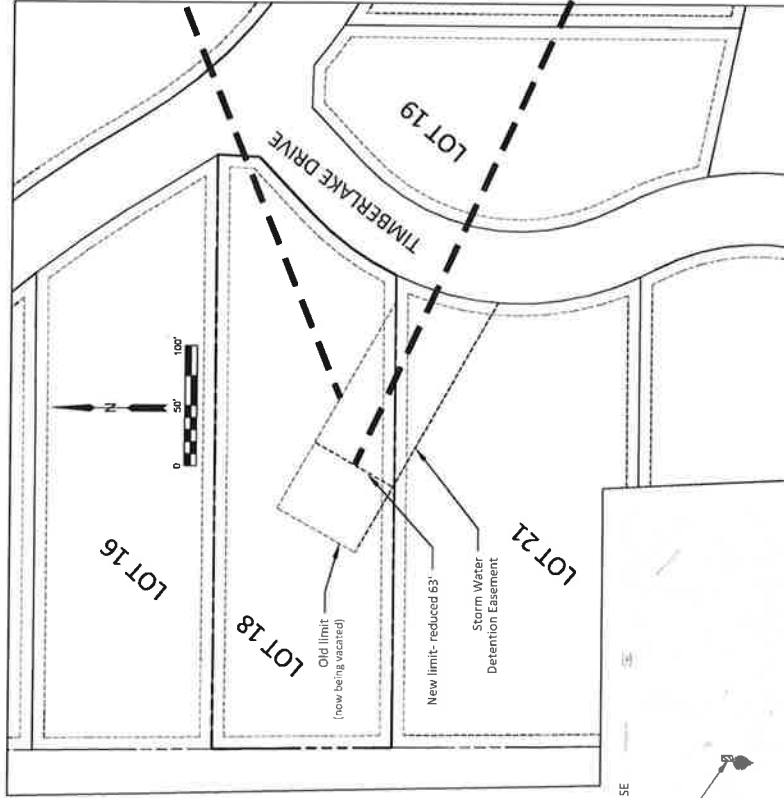 LOT 16
N
0 50' 100'
LOT 18
Old limit
(now being vacated)
New limit- reduced 63'
Storm Water
Detention Easement
LOT 21
TIMBERLAKE DRIVE
LOT 19
SE